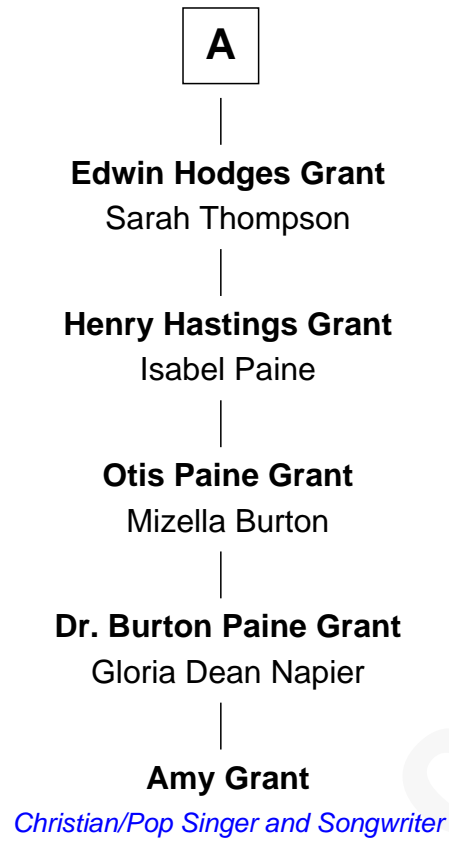 A
Edwin Hodges Grant
Sarah Thompson
Henry Hastings Grant
Isabel Paine
Otis Paine Grant
Mizella Burton
Dr. Burton Paine Grant
Gloria Dean Napier
Amy Grant
Christian/Pop Singer and Songwriter